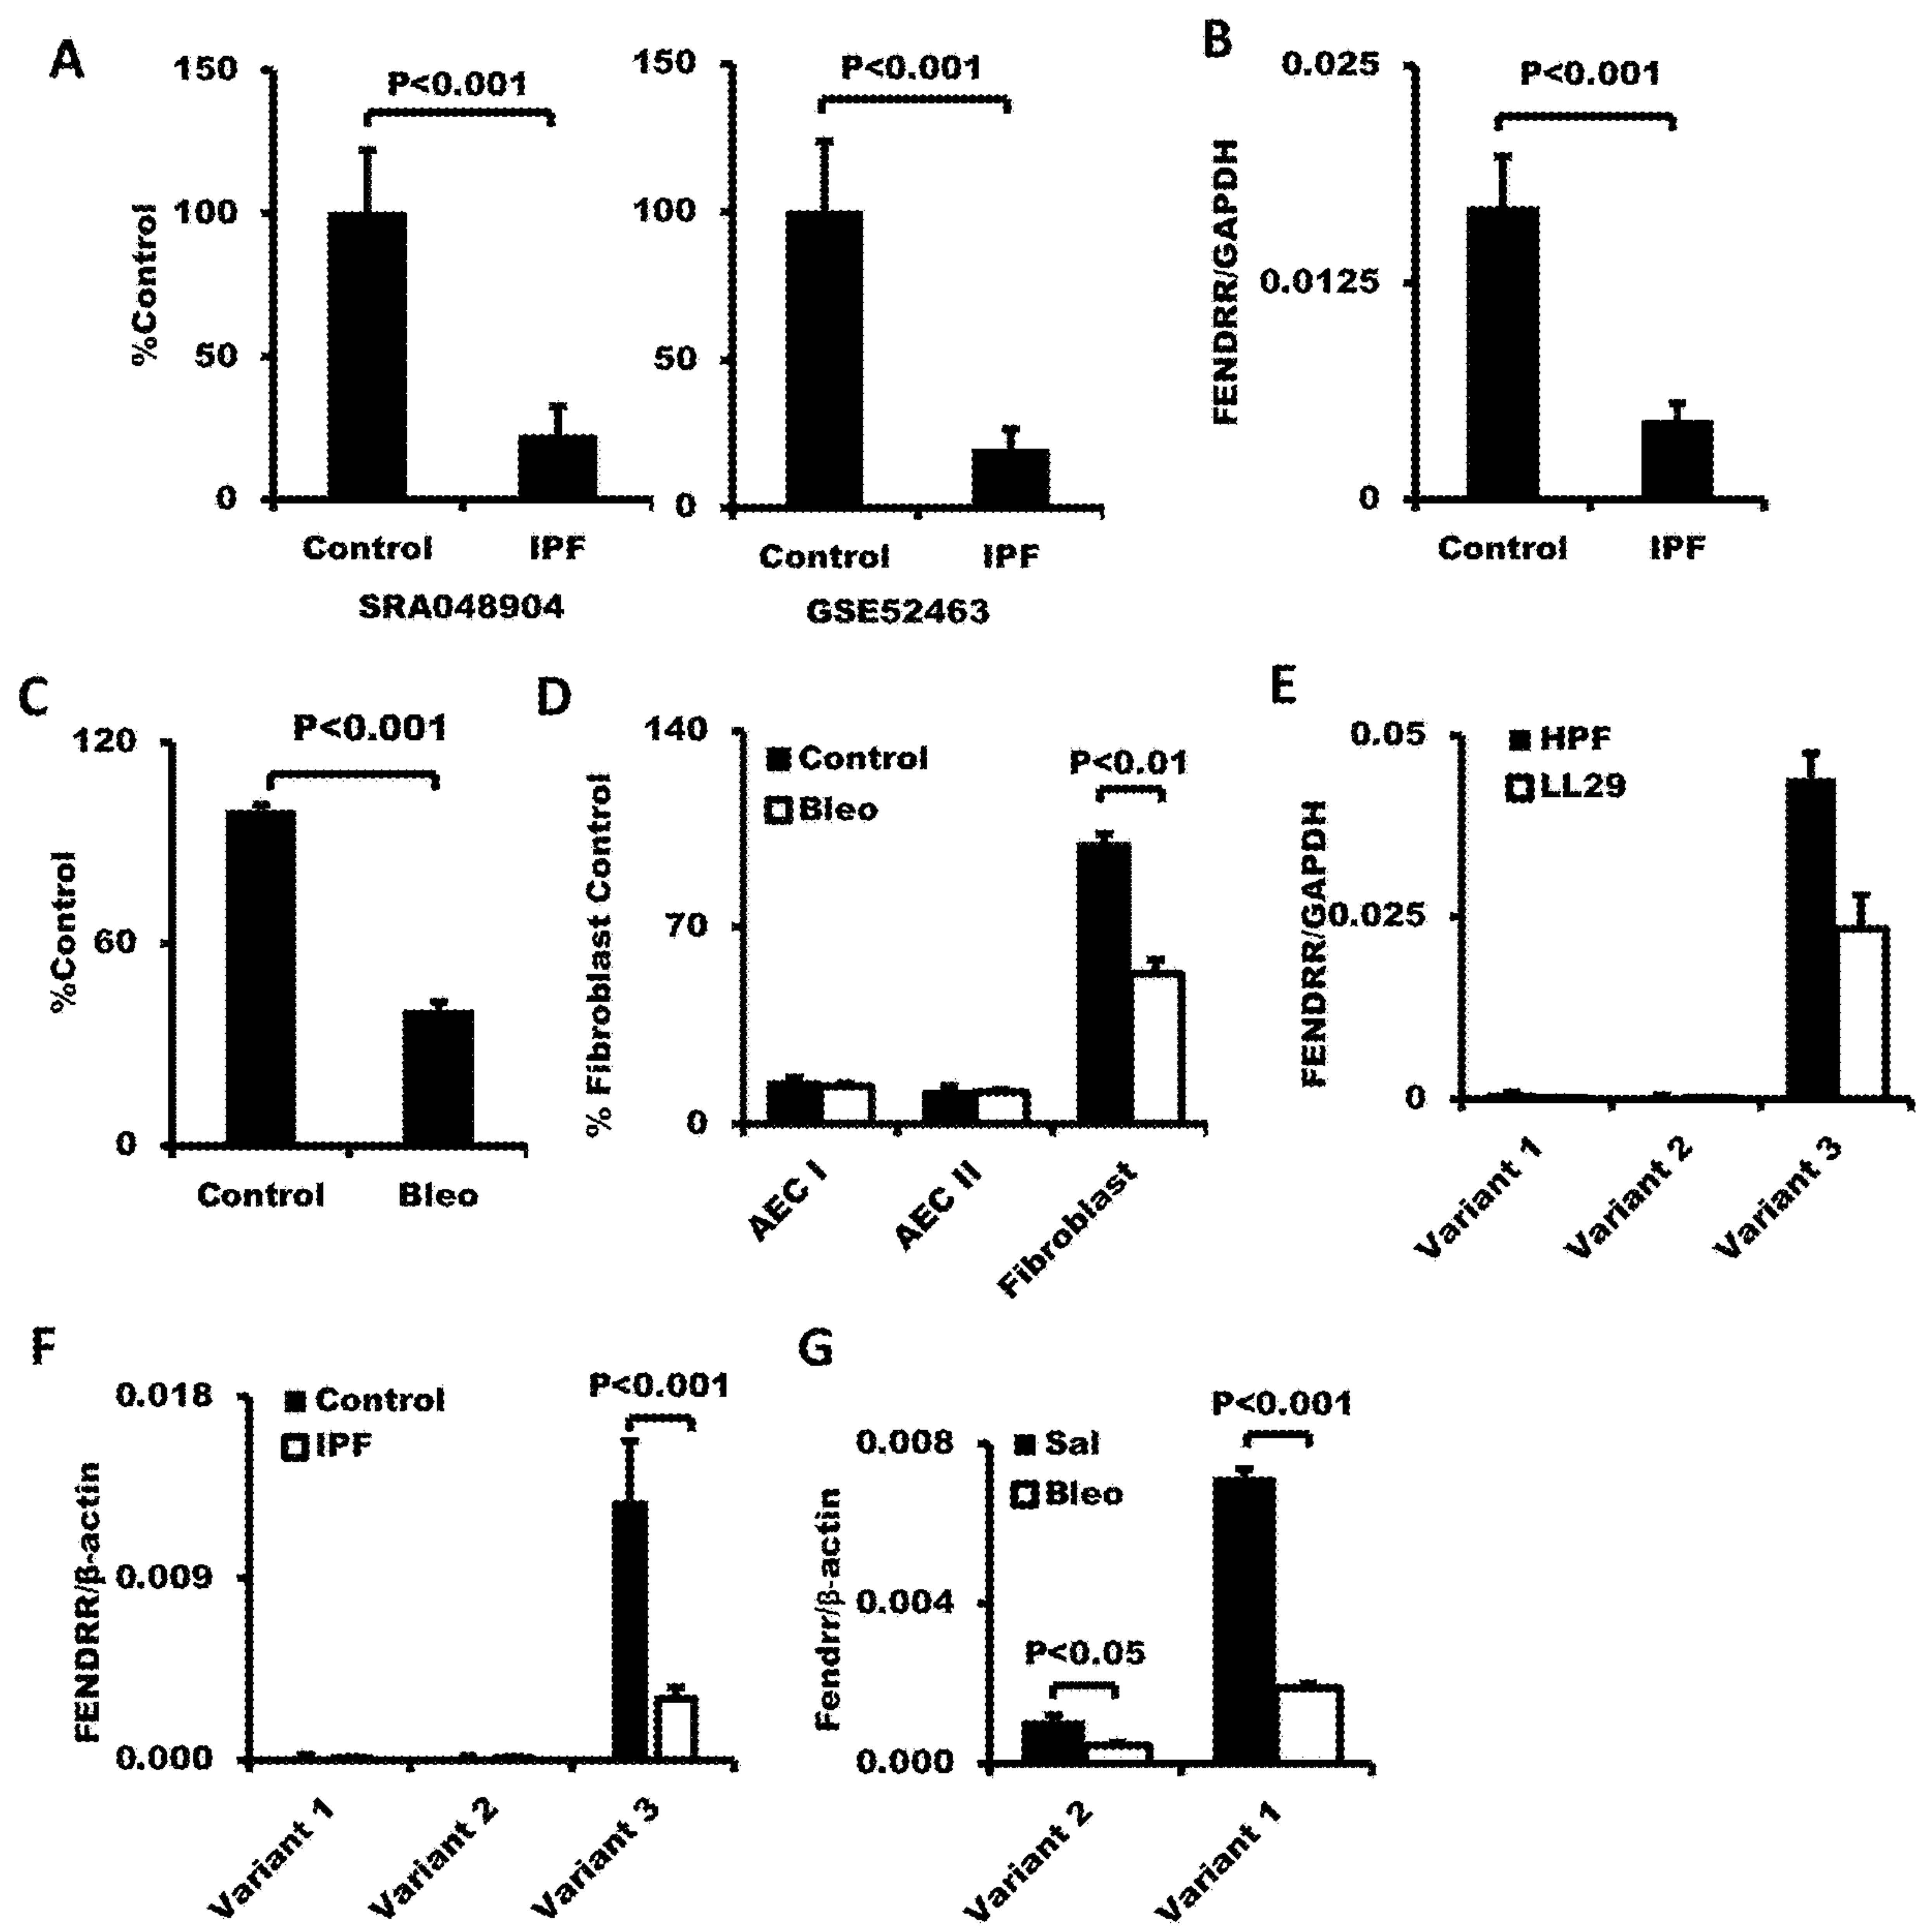 A
150
100
50
0
%Control
P<0.001
Control
IPF
SRA048904
150
100
50
0
P<0.001
Control
IPF
GSE52463
B
0.025
0.0125
0
FENDRR/GAPDH
P<0.001
Control
IPF
C
120
60
0
%Control
P<0.001
Control
Bleo
D
140
70
0
% Fibroblast Control
Control
Bleo
P<0.01
AEC I
AEC II
Fibroblast
E
0.05
0.025
0
FENDRR/GAPDH
HPF
LL29
Variant 1
Variant 2
Variant 3
F
0.018
0.009
0.000
FENDRR/β-actin
Control
IPF
P<0.001
Variant 1
Variant 2
Variant 3
G
0.008
0.004
0.000
Fendrr/β-actin
Sal
Bleo
P<0.05
P<0.001
Variant 2
Variant 1